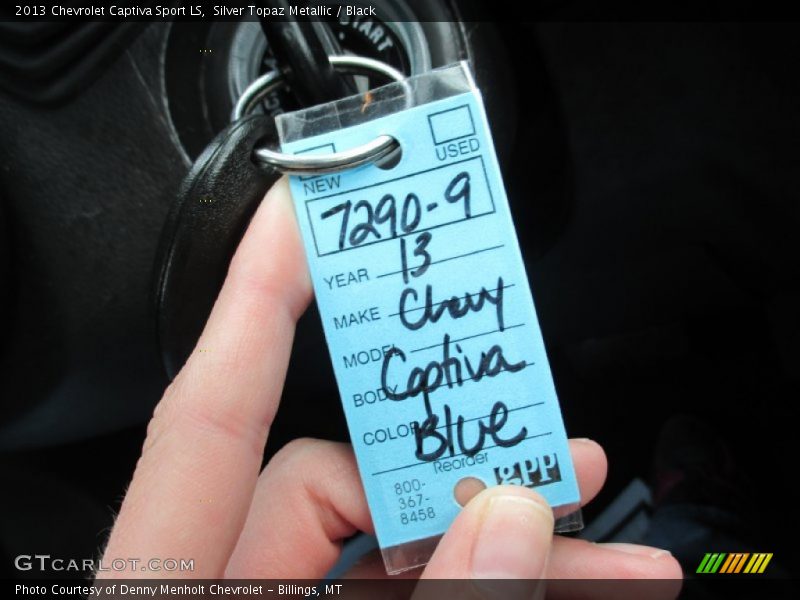 2013 Chevrolet Captiva Sport LS,  Silver Topaz Metallic / Black
START
NEW
USED
7290-9
YEAR 13
MAKE Chevy
MODEL
BODY Captiva
COLOR Blue
Reorder
800-
367-
8458
gpp
GTCARLOT.COM
Photo Courtesy of Denny Menholt Chevrolet - Billings, MT